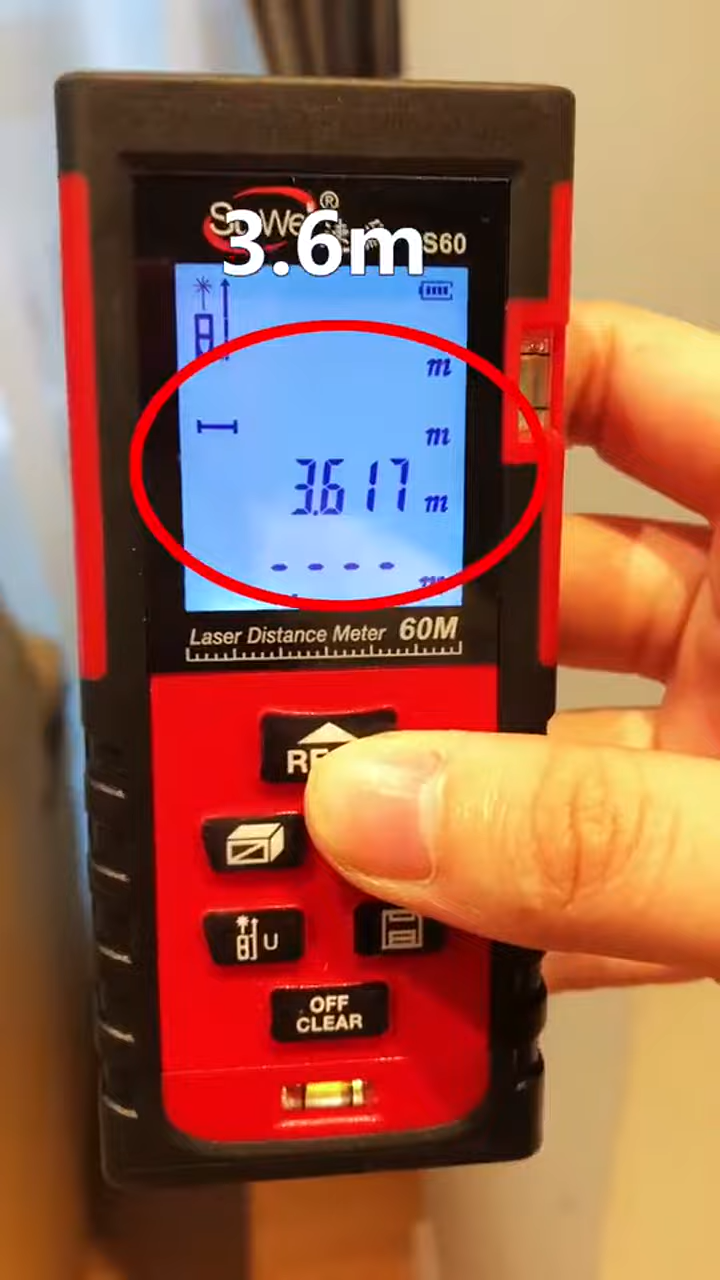 3.6m
S60
m
m
3.617 m
- - - -
Laser Distance Meter 60M
U
OFF
CLEAR